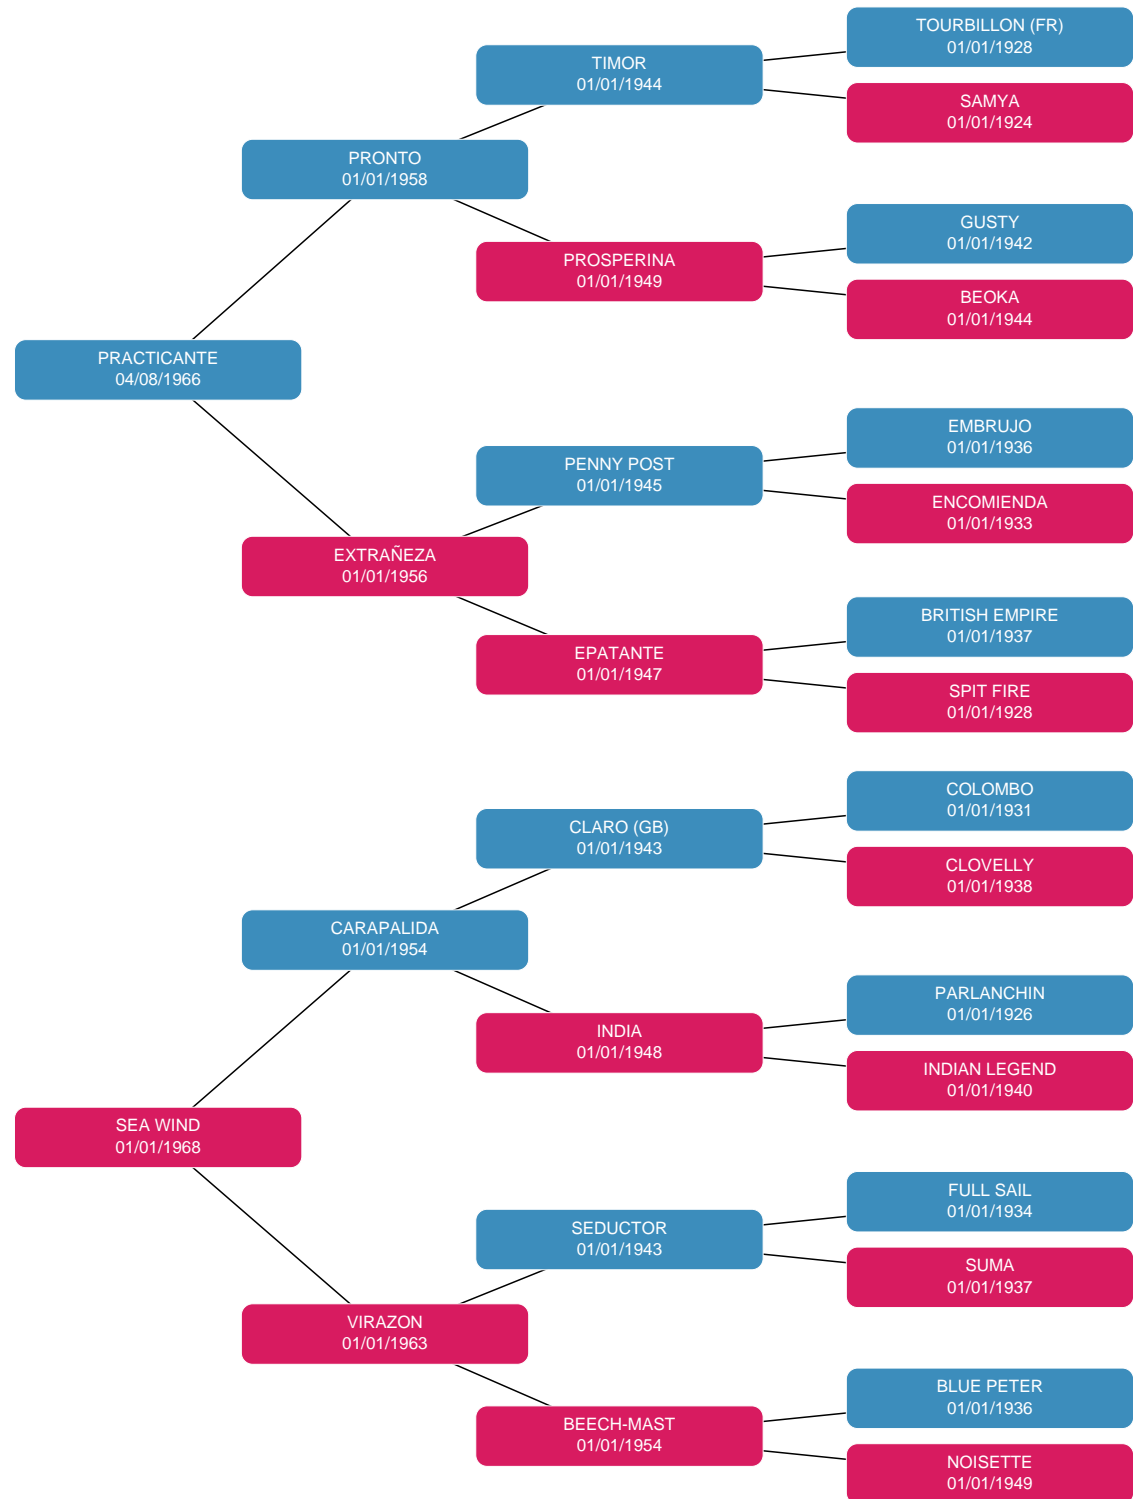 TOURBILLON (FR)
01/01/1928
TIMOR
01/01/1944
SAMYA
01/01/1924
PRONTO
01/01/1958
GUSTY
01/01/1942
PROSPERINA
01/01/1949
BEOKA
01/01/1944
PRACTICANTE
04/08/1966
EMBRUJO
01/01/1936
PENNY POST
01/01/1945
ENCOMIENDA
01/01/1933
EXTRAÑEZA
01/01/1956
BRITISH EMPIRE
01/01/1937
EPATANTE
01/01/1947
SPIT FIRE
01/01/1928
COLOMBO
01/01/1931
CLARO (GB)
01/01/1943
CLOVELLY
01/01/1938
CARAPALIDA
01/01/1954
PARLANCHIN
01/01/1926
INDIA
01/01/1948
INDIAN LEGEND
01/01/1940
SEA WIND
01/01/1968
FULL SAIL
01/01/1934
SEDUCTOR
01/01/1943
SUMA
01/01/1937
VIRAZON
01/01/1963
BLUE PETER
01/01/1936
BEECH-MAST
01/01/1954
NOISETTE
01/01/1949